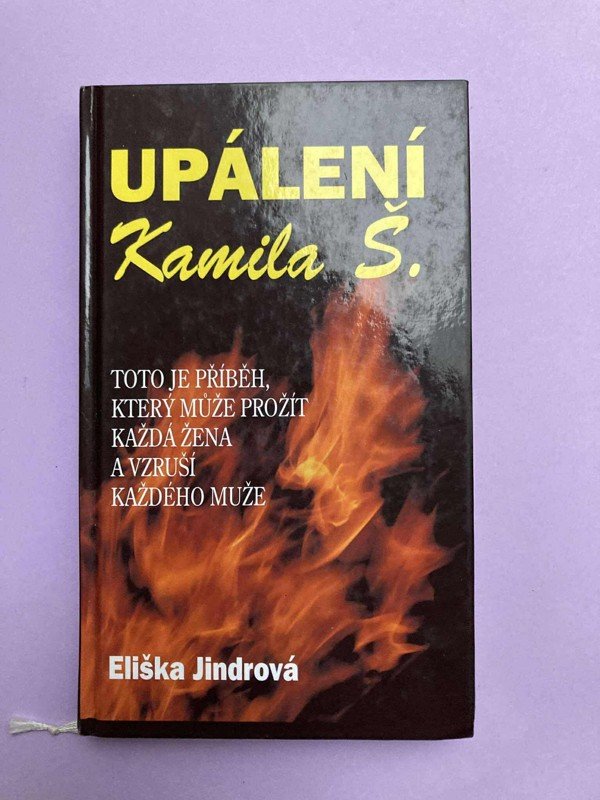 UPÁLENÍ
Kamila Š.
TOTO JE PŘÍBĚH,
KTERÝ MŮŽE PROŽÍT
KAŽDÁ ŽENA
A VZRUŠÍ
KAŽDÉHO MUŽE
Eliška Jindrová